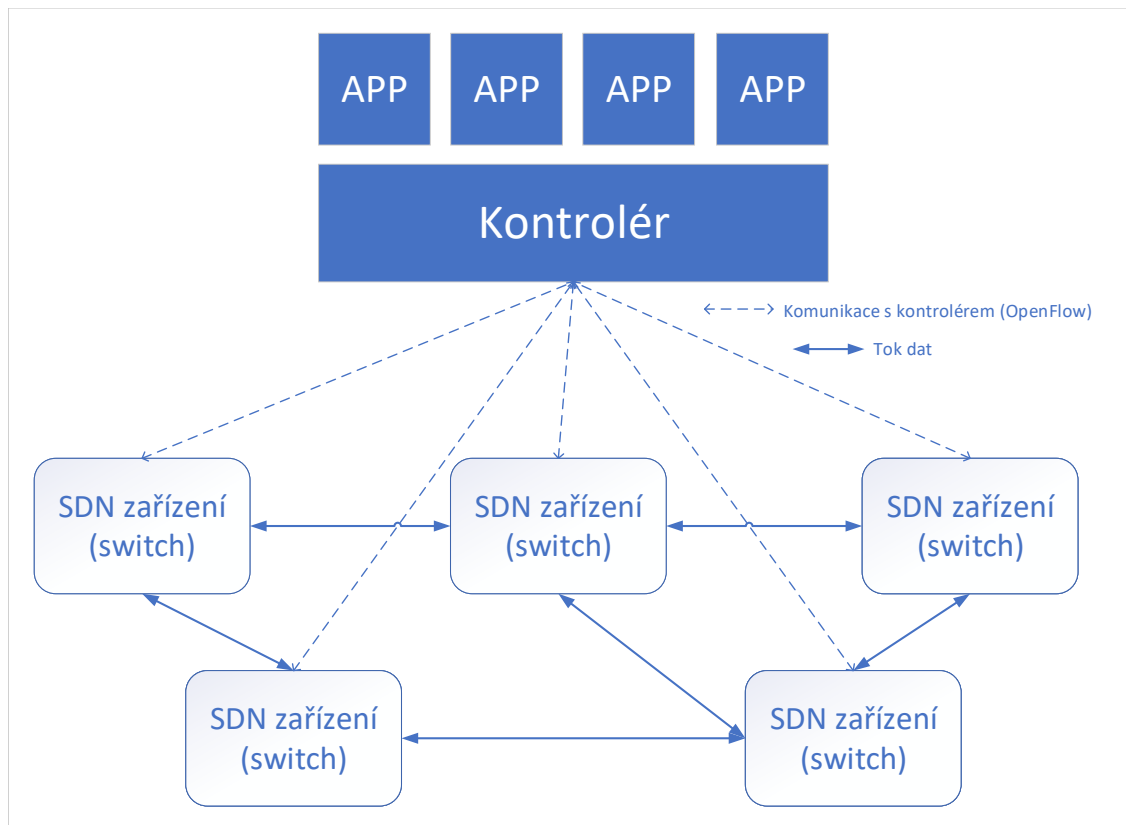 APP
APP
APP
APP
Kontrolér
Komunikace s kontrolérem (OpenFlow)
Tok dat
SDN zařízení
(switch)
SDN zařízení
(switch)
SDN zařízení
(switch)
SDN zařízení
(switch)
SDN zařízení
(switch)